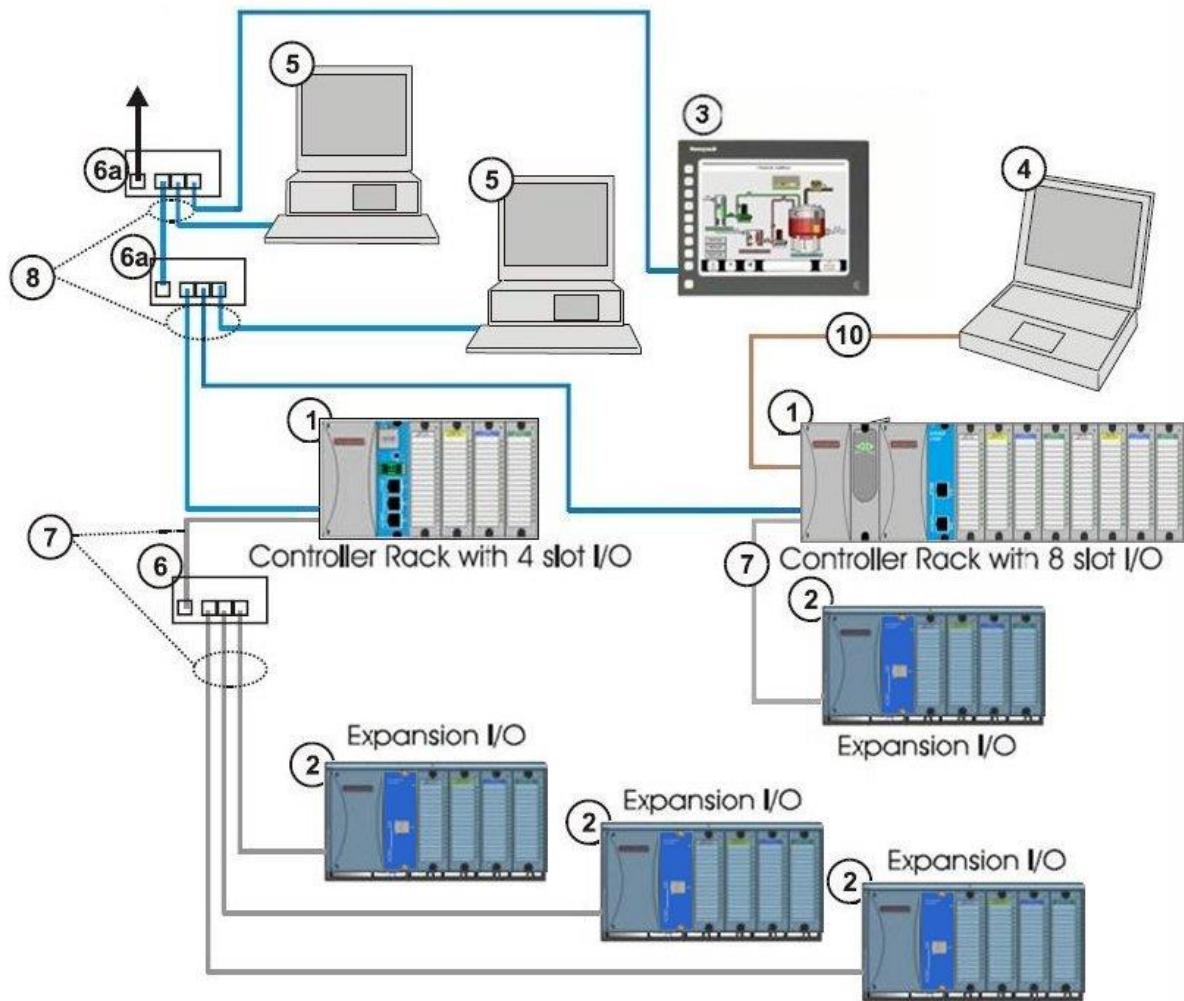 5
3
Honeywell
5
4
6a
6a
8
10
1
1
Controller Rack with 4 slot I/O
Controller Rack with 8 slot I/O
7
7
6
2
Expansion I/O
Expansion I/O
2
Expansion I/O
2
Expansion I/O
2